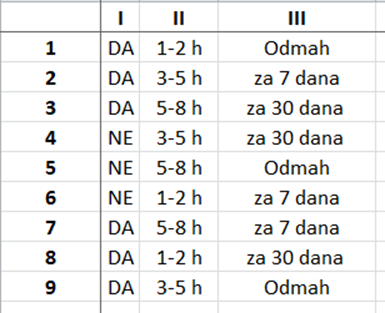 I II III
1 DA 1-2 h Odmah
2 DA 3-5 h za 7 dana
3 DA 5-8 h za 30 dana
4 NE 3-5 h za 30 dana
5 NE 5-8 h Odmah
6 NE 1-2 h za 7 dana
7 DA 5-8 h za 7 dana
8 DA 1-2 h za 30 dana
9 DA 3-5 h Odmah